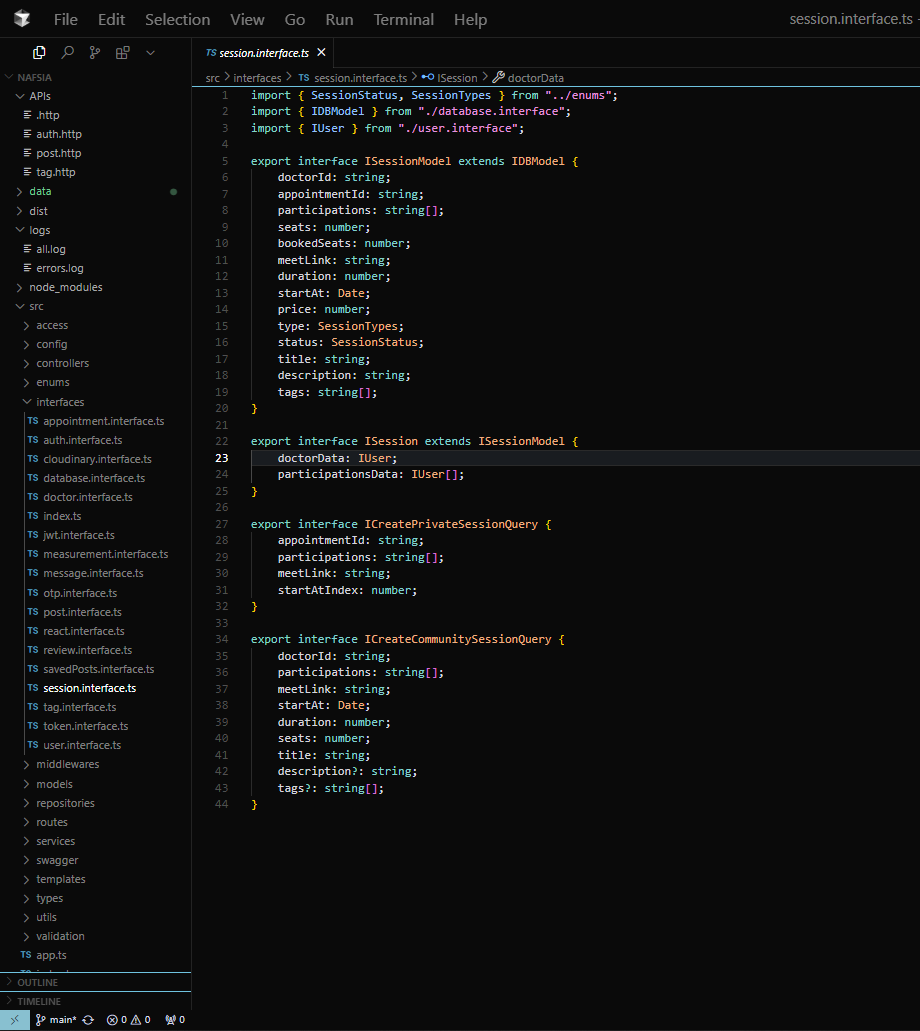 File Edit Selection View Go Run Terminal Help session.interface.ts -
NAFSIA
APIs
.http
auth.http
post.http
tag.http
data
dist
logs
all.log
errors.log
node_modules
src
access
config
controllers
enums
interfaces
TS appointment.interface.ts
TS auth.interface.ts
TS cloudinary.interface.ts
TS database.interface.ts
TS doctor.interface.ts
TS index.ts
TS jwt.interface.ts
TS measurement.interface.ts
TS message.interface.ts
TS otp.interface.ts
TS post.interface.ts
TS react.interface.ts
TS review.interface.ts
TS savedPosts.interface.ts
TS session.interface.ts
TS tag.interface.ts
TS token.interface.ts
TS user.interface.ts
middlewares
models
repositories
routes
services
swagger
templates
types
utils
validation
TS app.ts
OUTLINE
TIMELINE
TS session.interface.ts
src > interfaces > TS session.interface.ts > ISession > doctorData
1 import { SessionStatus, SessionTypes } from "../enums";
2 import { IDBModel } from "./database.interface";
3 import { IUser } from "./user.interface";
4
5 export interface ISessionModel extends IDBModel {
6 doctorId: string;
7 appointmentId: string;
8 participations: string[];
9 seats: number;
10 bookedSeats: number;
11 meetLink: string;
12 duration: number;
13 startAt: Date;
14 price: number;
15 type: SessionTypes;
16 status: SessionStatus;
17 title: string;
18 description: string;
19 tags: string[];
20 }
21
22 export interface ISession extends ISessionModel {
23 doctorData: IUser;
24 participationsData: IUser[];
25 }
26
27 export interface ICreatePrivateSessionQuery {
28 appointmentId: string;
29 participations: string[];
30 meetLink: string;
31 startAtIndex: number;
32 }
33
34 export interface ICreateCommunitySessionQuery {
35 doctorId: string;
36 participations: string[];
37 meetLink: string;
38 startAt: Date;
39 duration: number;
40 seats: number;
41 title: string;
42 description?: string;
43 tags?: string[];
44 }
main* 0 0 0